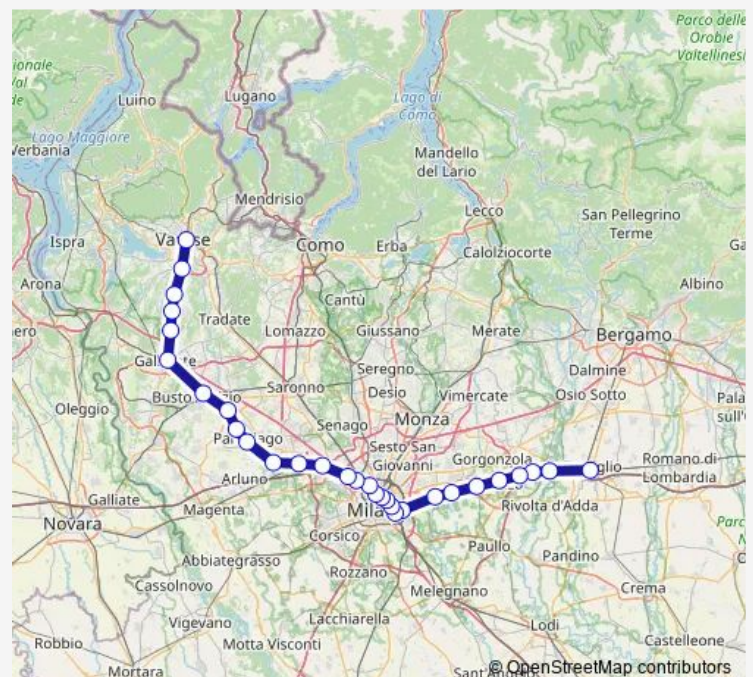 Parco delle
Orobie
Valtellinesi
Luino
Lugano
Lago di
Como
Lago Maggiore
Verbania
Mandello
del Lario
Mendrisio
Lecco
San Pellegrino
Terme
Ispra
Como
Erba
Calolziocorte
Arona
Albino
Cantù
Tradate
Lomazzo
Giussano
Merate
Bergamo
Seregno
Dalmine
Saronno
Desio
Vimercate
Osio Sotto
Oleggio
Senago
Monza
Sesto San
Giovanni
Gorgonzola
Romano di
Lombardia
Arluno
Galliate
Magenta
Rivolta d'Adda
Novara
Corsico
Paullo
Pandino
Abbiategrasso
Rozzano
Cassolnovo
Melegnano
Crema
Vigevano
Lacchiarella
Lodi
Robbio
Motta Visconti
Castelleone
Mortara
© OpenStreetMap contributors